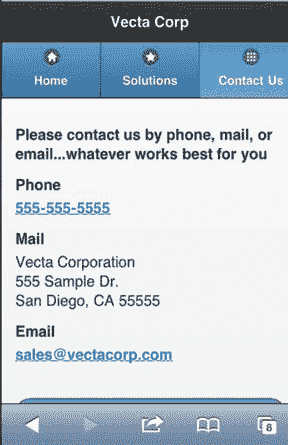 Vecta Corp
Home Solutions Contact Us
Please contact us by phone, mail, or
email...whatever works best for you
Phone
555-555-5555
Mail
Vecta Corporation
555 Sample Dr.
San Diego, CA 55555
Email
sales@vectacorp.com
8